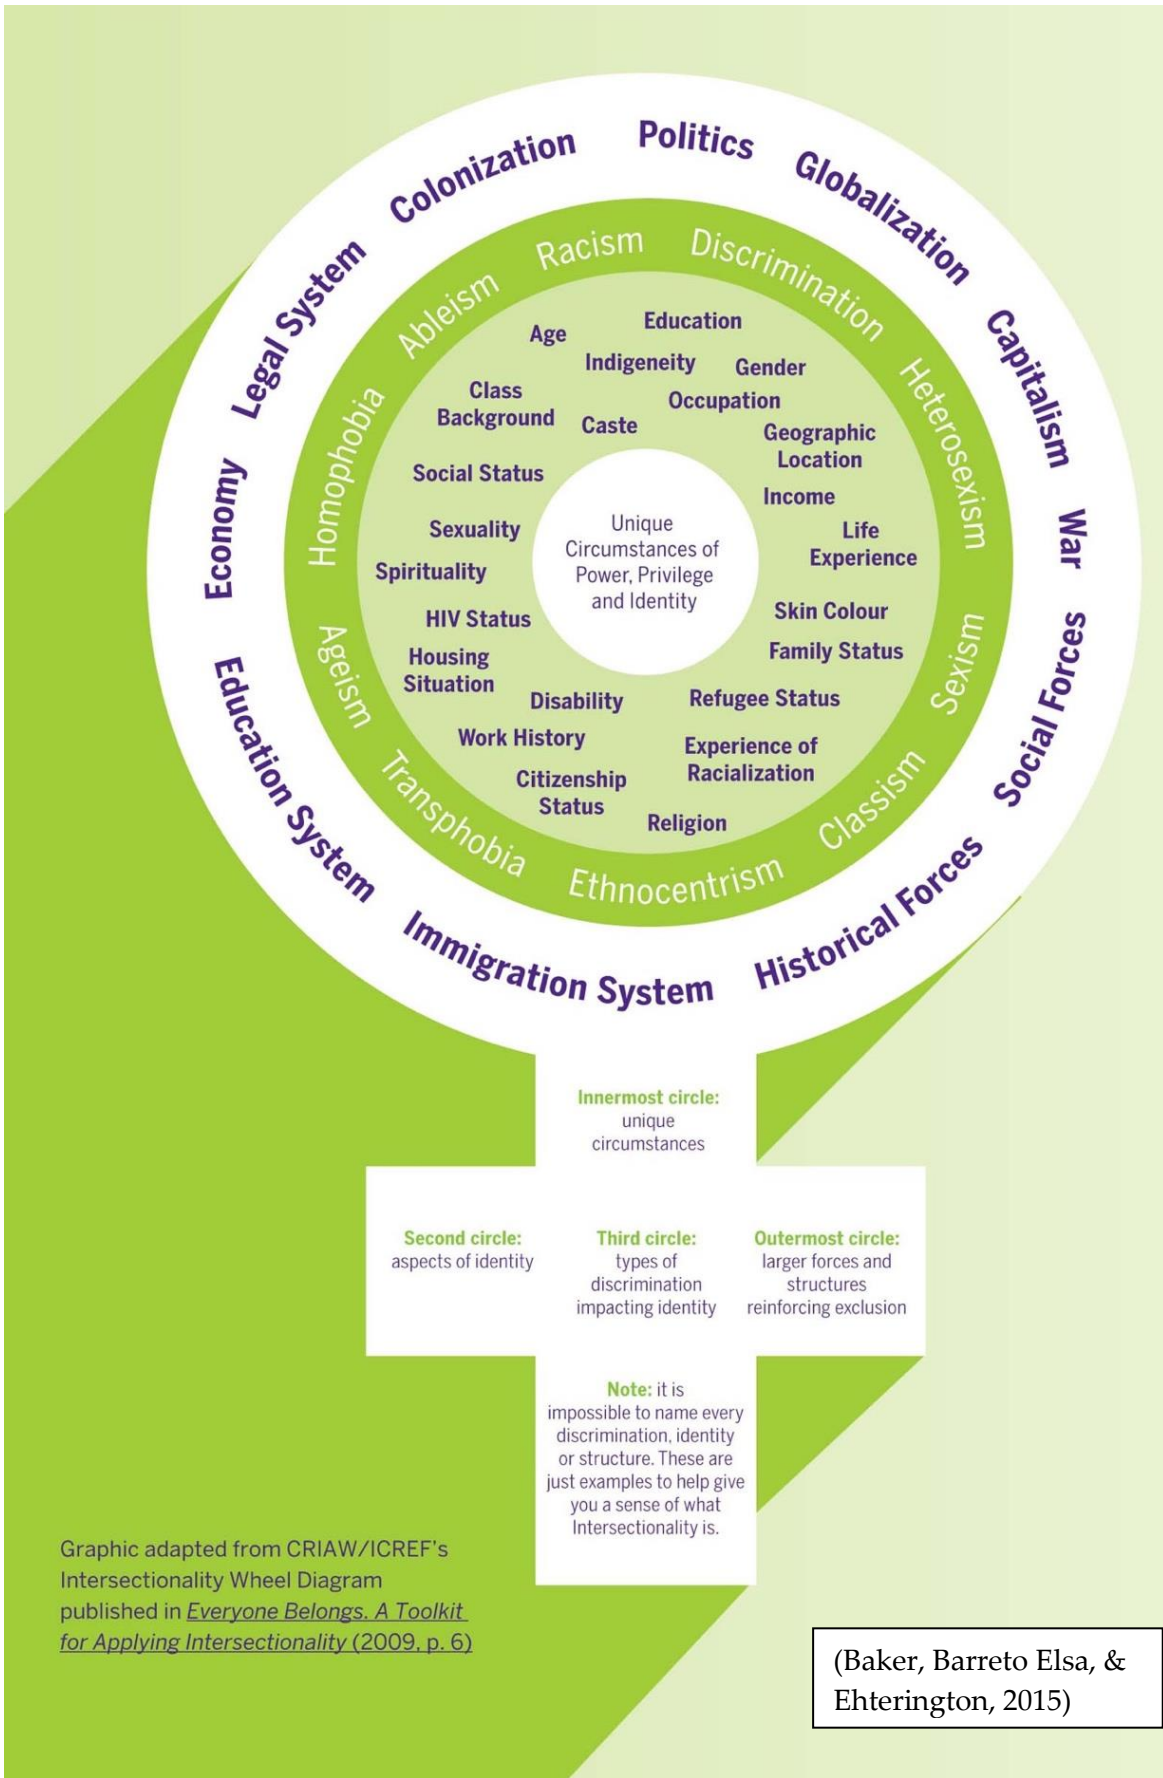 Politics
Globalization
Capitalism
War
Social Forces
Historical Forces
Immigration System
Education System
Economy
Legal System
Colonization
Racism
Discrimination
Heterosexism
Sexism
Classism
Ethnocentrism
Transphobia
Ageism
Homophobia
Ableism
Age
Education
Indigeneity
Gender
Class
Background
Occupation
Caste
Geographic
Location
Social Status
Income
Sexuality
Life
Experience
Spirituality
HIV Status
Skin Colour
Housing
Situation
Family Status
Disability
Refugee Status
Work History
Experience of
Racialization
Citizenship
Status
Religion
Unique
Circumstances of
Power, Privilege
and Identity
Innermost circle:
unique
circumstances
Second circle:
aspects of identity
Third circle:
types of
discrimination
impacting identity
Outermost circle:
larger forces and
structures
reinforcing exclusion
Note: it is
impossible to name every
discrimination, identity
or structure. These are
just examples to help give
you a sense of what
Intersectionality is.
Graphic adapted from CRIAW/ICREF's
Intersectionality Wheel Diagram
published in Everyone Belongs. A Toolkit
for Applying Intersectionality (2009, p. 6)
(Baker, Barreto Elsa, &
Ehterington, 2015)